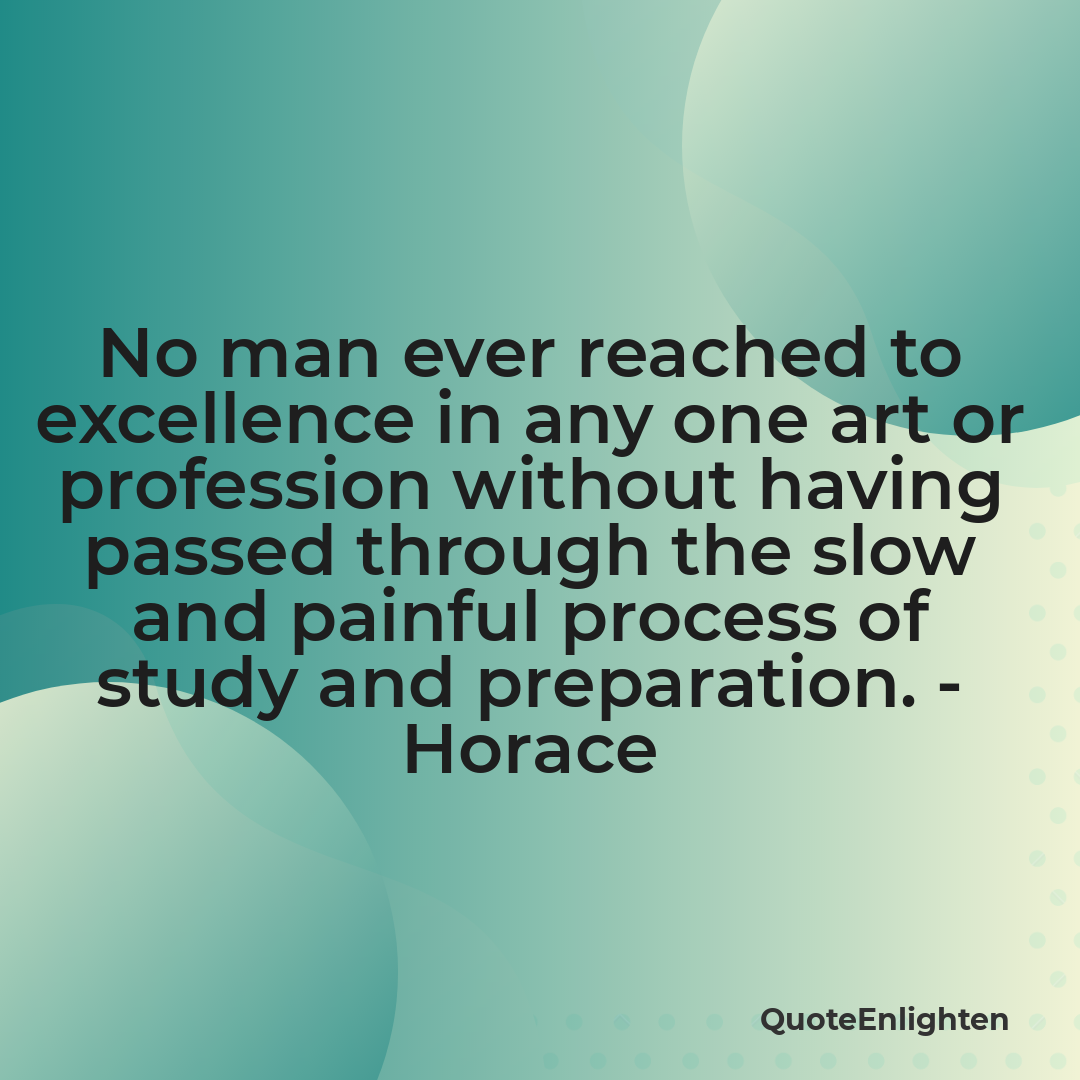 No man ever reached to
excellence in any one art or
profession without having
passed through the slow
and painful process of
study and preparation. -
Horace
QuoteEnlighten